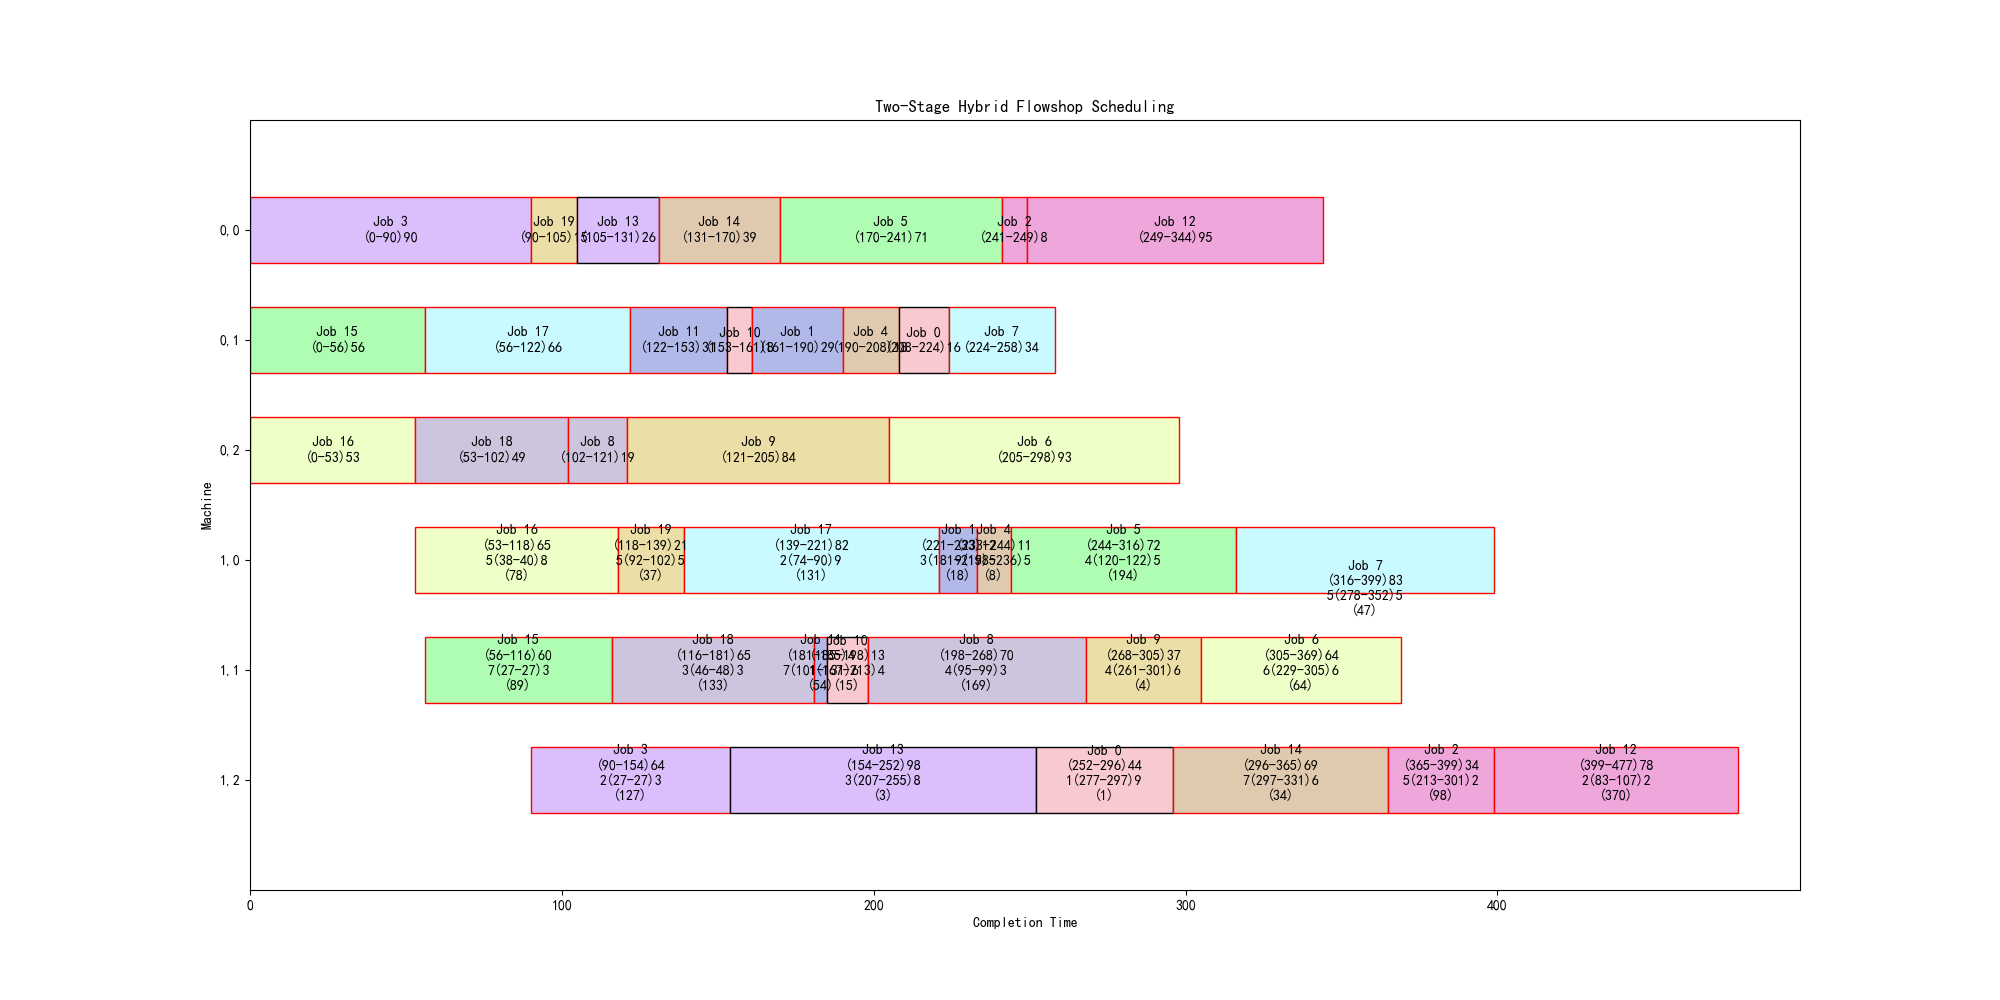 Two-Stage Hybrid Flowshop Scheduling
Machine
0,0
Job 3
(0-90)90
Job 19
(90-105)15
Job 13
(105-131)26
Job 14
(131-170)39
Job 5
(170-241)71
Job 2
(241-249)8
Job 12
(249-344)95
0,1
Job 15
(0-56)56
Job 17
(56-122)66
Job 11
(122-153)31
Job 10
(153-161)8
Job 1
(161-190)29
Job 4
(190-208)18
Job 0
(208-224)16
Job 7
(224-258)34
0,2
Job 16
(0-53)53
Job 18
(53-102)49
Job 8
(102-121)19
Job 9
(121-205)84
Job 6
(205-298)93
1,0
Job 16
(53-118)65
5(38-40)8
(78)
Job 19
(118-139)21
5(92-102)5
(37)
Job 17
(139-221)82
2(74-90)9
(131)
Job 1
(221-233)12
(18)
Job 4
(233-244)11
(8)
Job 5
(244-316)72
4(120-122)5
(194)
Job 7
(316-399)83
5(278-352)5
(47)
1,1
Job 15
(56-116)60
7(27-27)3
(89)
Job 18
(116-181)65
3(46-48)3
(133)
Job 11
(181-185)4
(54)
Job 10
(185-198)13
(15)
Job 8
(198-268)70
4(95-99)3
(169)
Job 9
(268-305)37
4(261-301)6
(4)
Job 6
(305-369)64
6(229-305)6
(64)
1,2
Job 3
(90-154)64
2(27-27)3
(127)
Job 13
(154-252)98
3(207-255)8
(3)
Job 0
(252-296)44
1(277-297)9
(1)
Job 14
(296-365)69
7(297-331)6
(34)
Job 2
(365-399)34
5(213-301)2
(98)
Job 12
(399-477)78
2(83-107)2
(370)
0
100
200
300
400
Completion Time